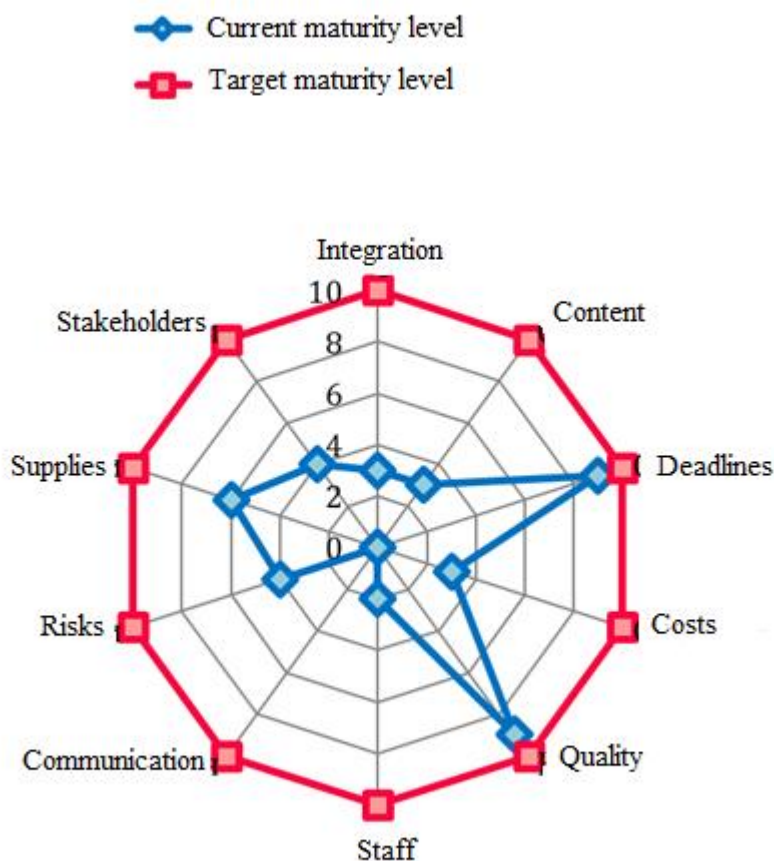 Current maturity level
Target maturity level
Integration
10
Content
Stakeholders
8
6
4
Supplies
Deadlines
2
0
Risks
Costs
Communication
Quality
Staff